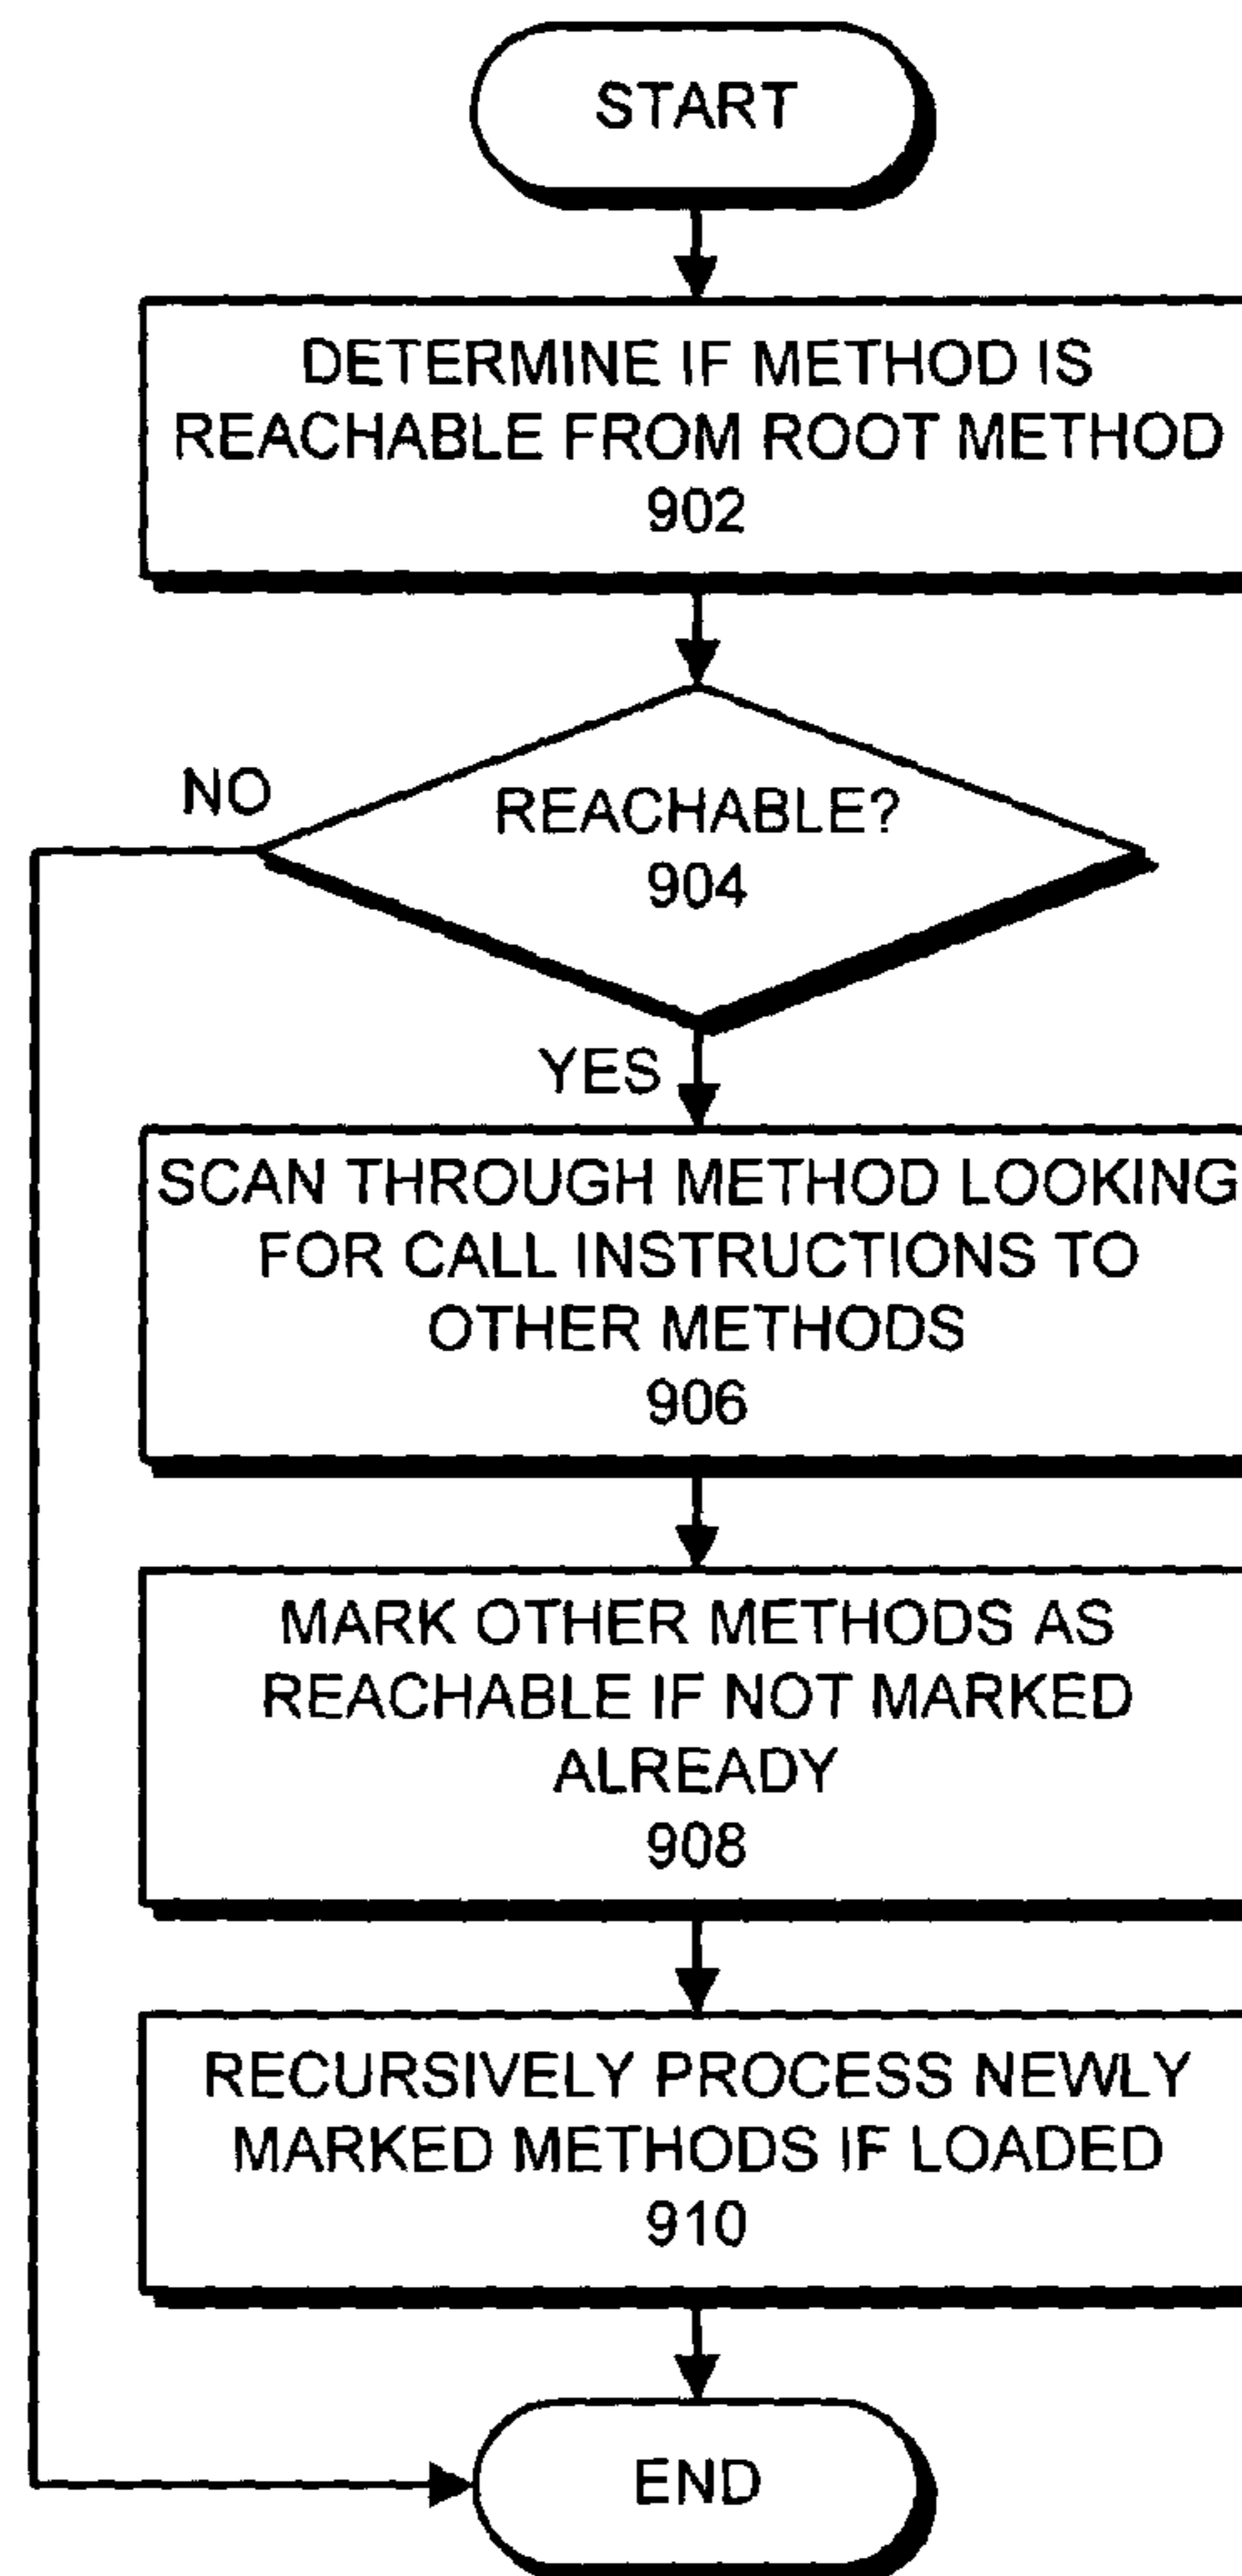 START
DETERMINE IF METHOD IS
REACHABLE FROM ROOT METHOD
902
REACHABLE?
904
NO
YES
SCAN THROUGH METHOD LOOKING
FOR CALL INSTRUCTIONS TO
OTHER METHODS
906
MARK OTHER METHODS AS
REACHABLE IF NOT MARKED
ALREADY
908
RECURSIVELY PROCESS NEWLY
MARKED METHODS IF LOADED
910
END